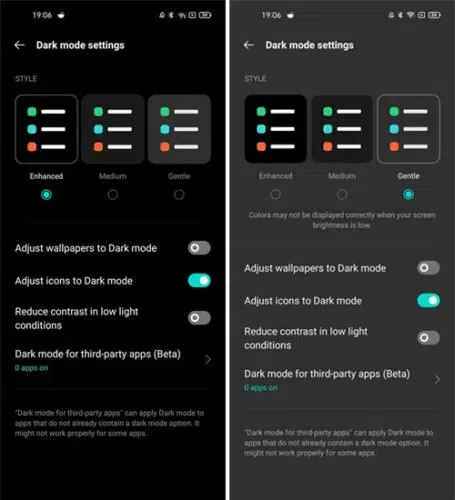 19:06
54
Dark mode settings
STYLE
Enhanced
Medium
Gentle
Adjust wallpapers to Dark mode
Adjust icons to Dark mode
Reduce contrast in low light
conditions
Dark mode for third-party apps (Beta)
0 apps on
"Dark mode for third-party apps" can apply Dark mode to
apps that do not already contain a dark mode option. It
might not work properly for some apps.
19:06
54
Dark mode settings
STYLE
Enhanced
Medium
Gentle
Colors may not be displayed correctly when your screen
brightness is low.
Adjust wallpapers to Dark mode
Adjust icons to Dark mode
Reduce contrast in low light
conditions
Dark mode for third-party apps (Beta)
0 apps on
"Dark mode for third-party apps" can apply Dark mode to
apps that do not already contain a dark mode option. It
might not work properly for some apps.